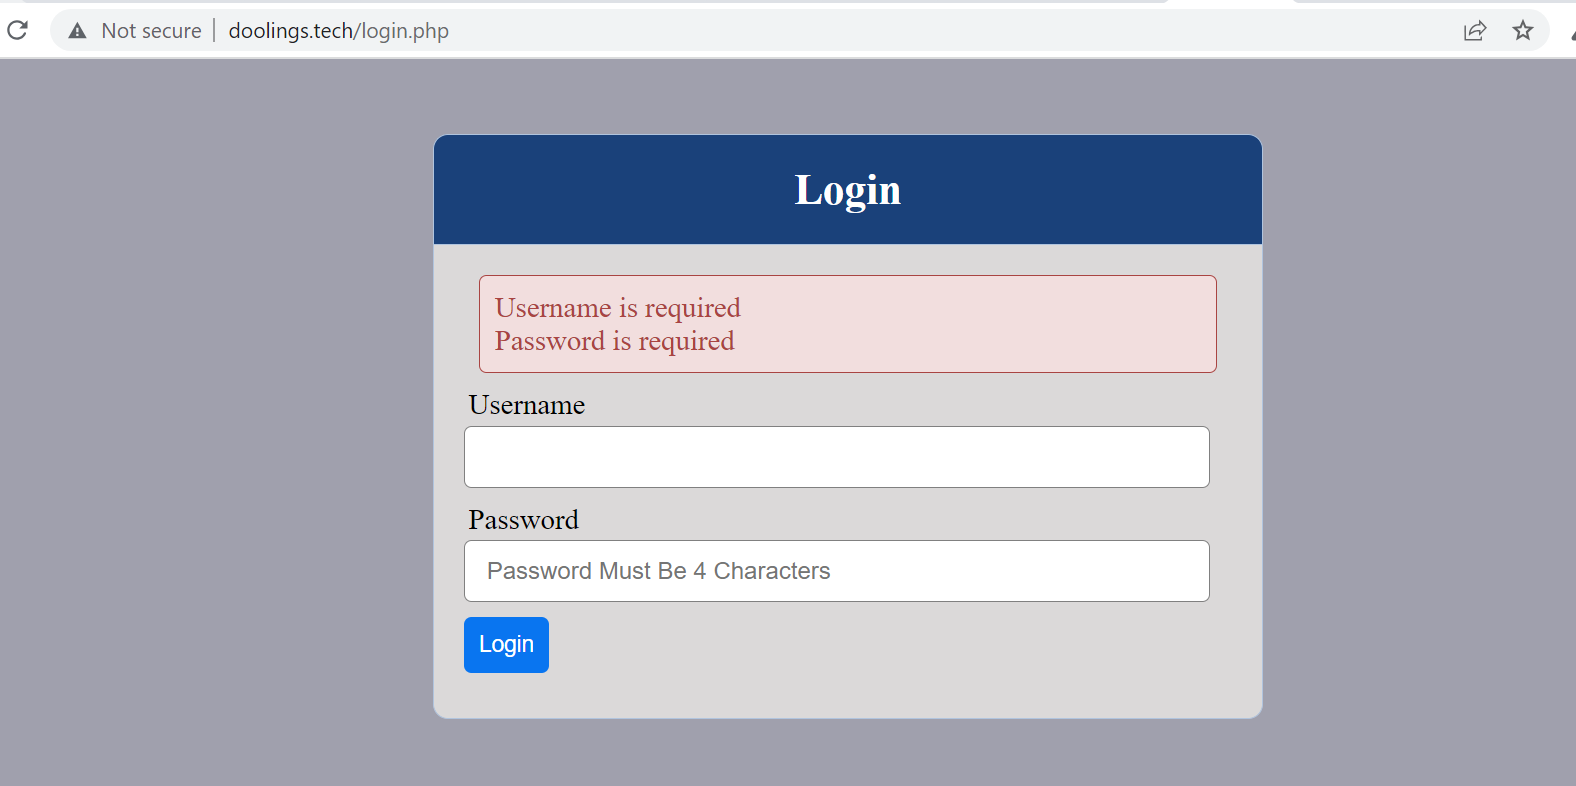 Not secure | doolings.tech/login.php
Login
Username is required
Password is required
Username
Password
Password Must Be 4 Characters
Login